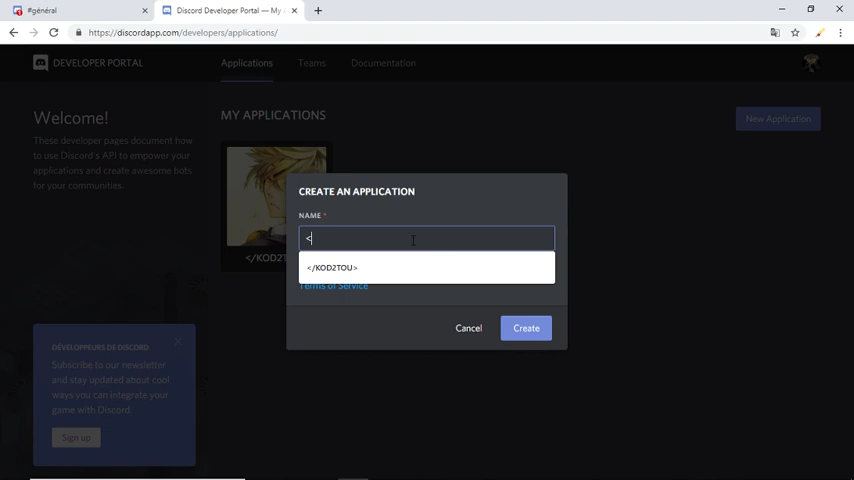 #général
Discord Developer Portal — My A
https://discordapp.com/developers/applications/
DEVELOPER PORTAL
Applications
Teams
Documentation
Welcome!
These developer pages document how
to use Discord's API to empower your
applications and create awesome bots
for your communities.
MY APPLICATIONS
New Application
</KOD2T
CREATE AN APPLICATION
NAME *
<
</KOD2TOU>
Terms of Service
Cancel
Create
DÉVELOPPEURS DE DISCORD
Subscribe to our newsletter
and stay updated about cool
ways you can integrate your
game with Discord.
Sign up